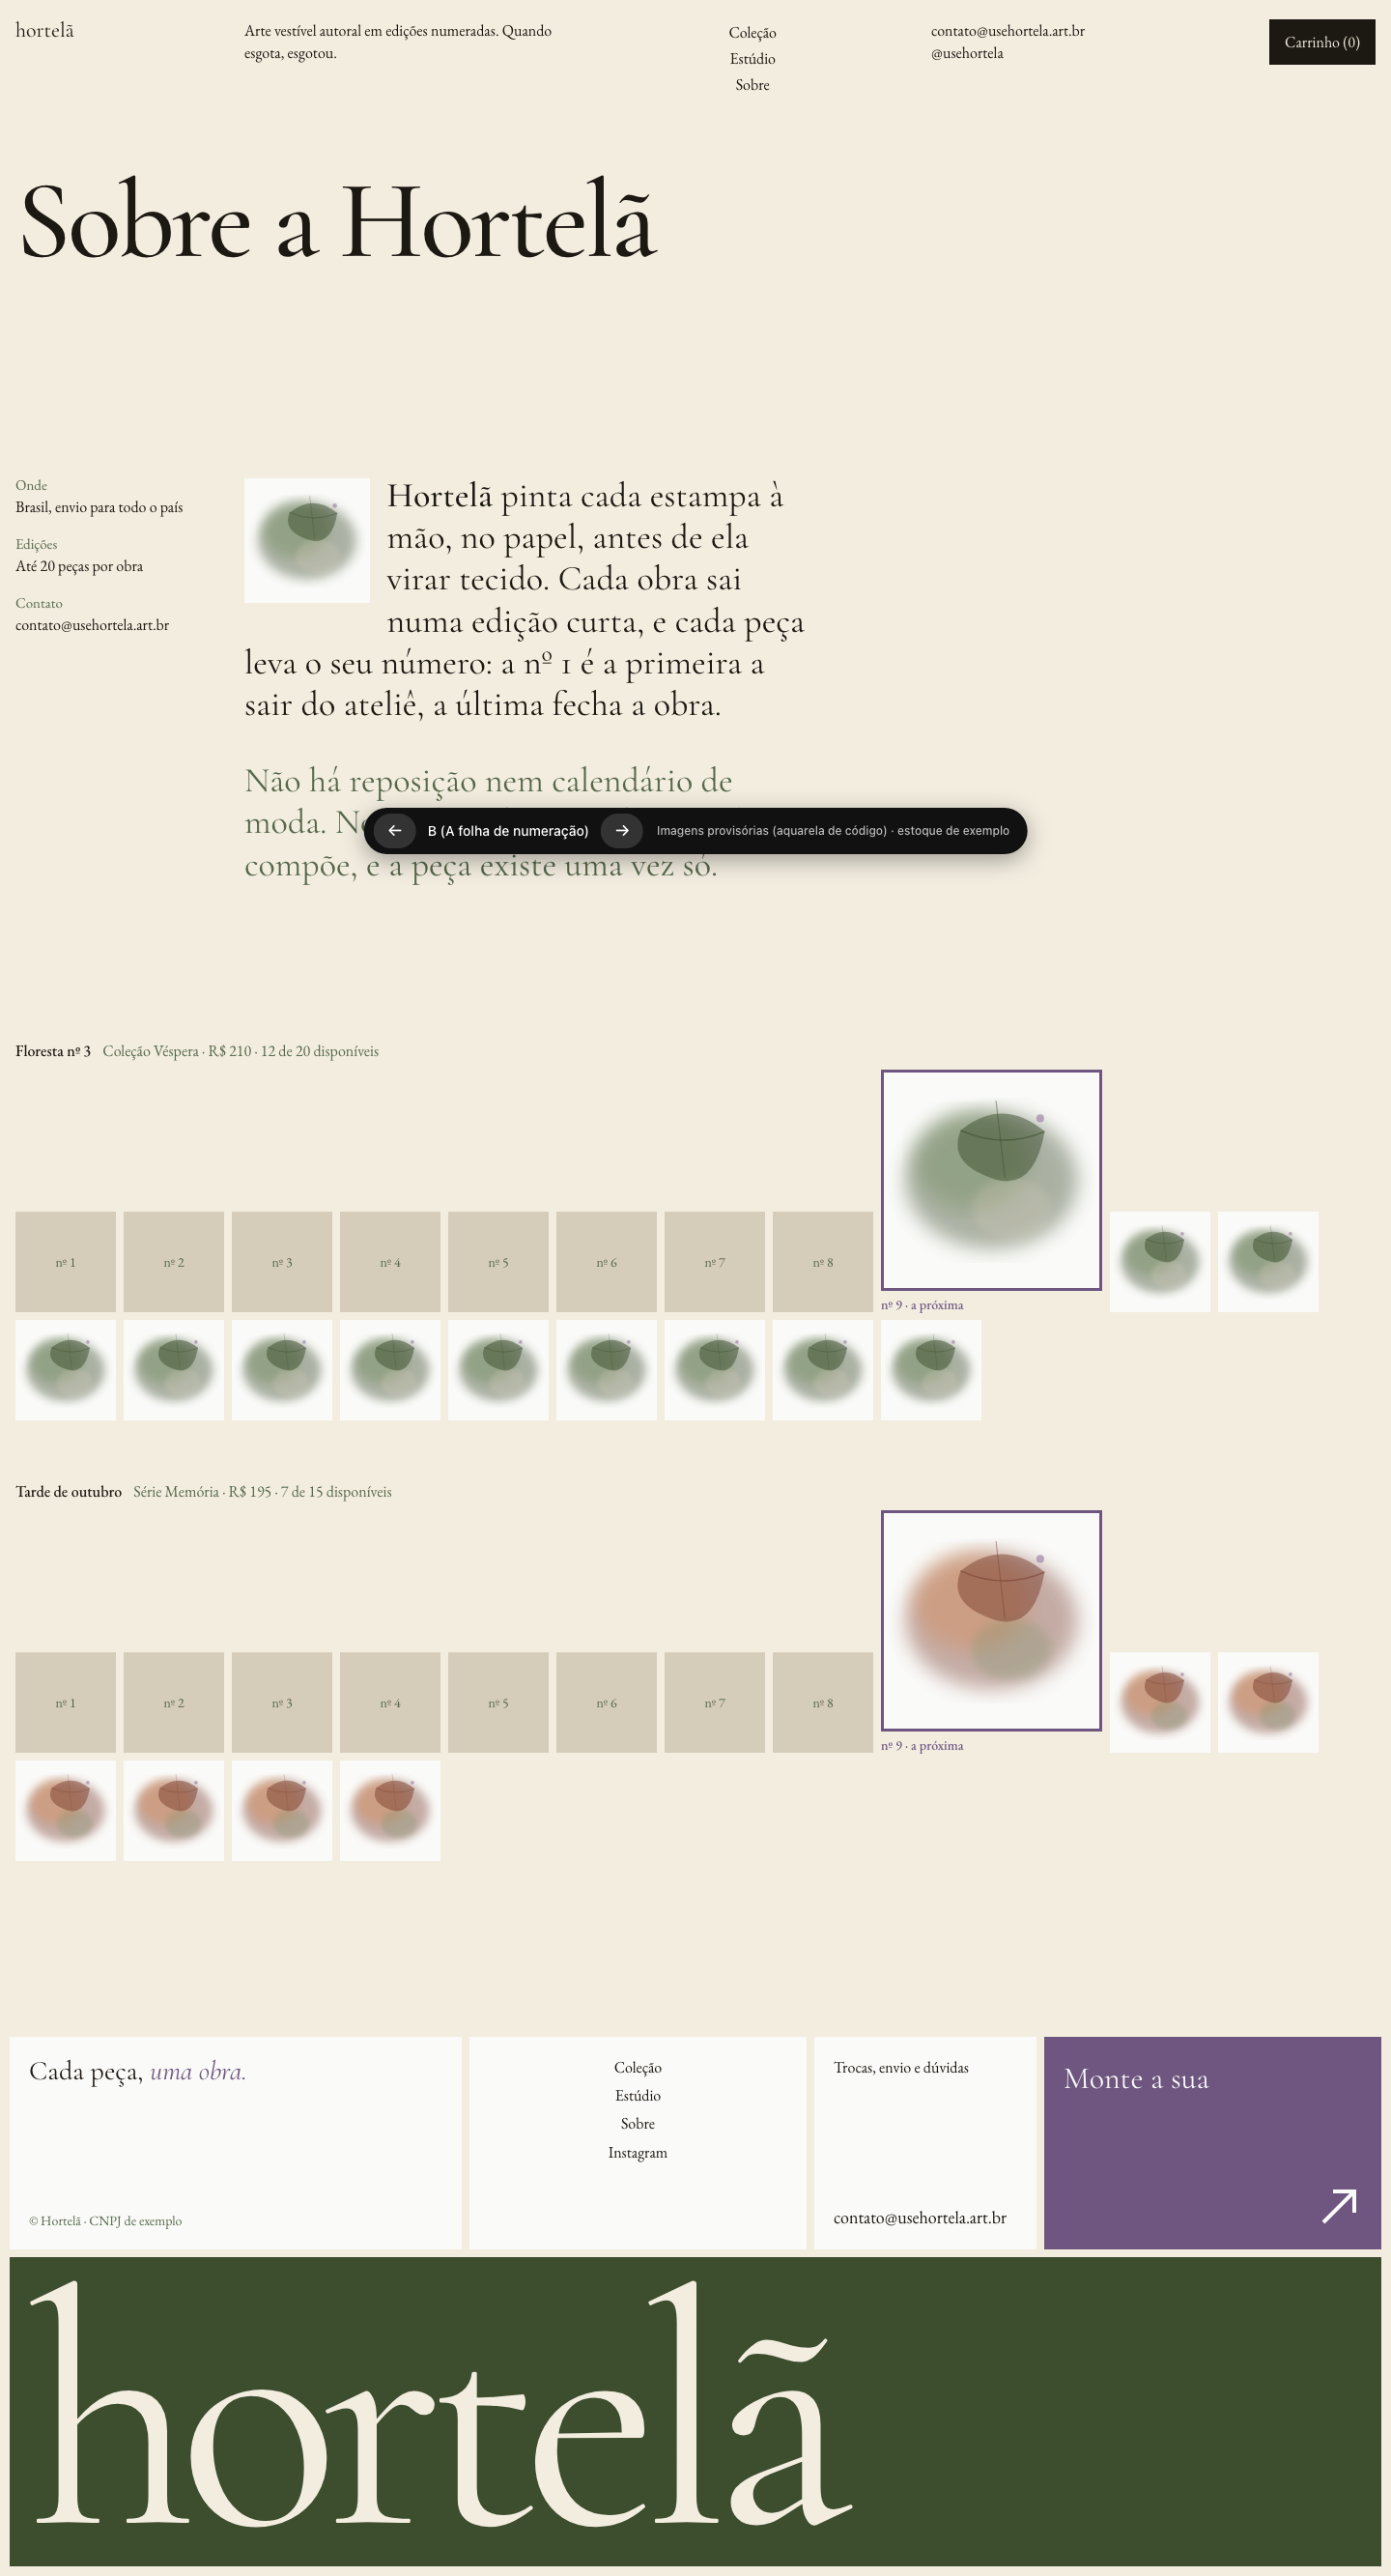 hortelã
Arte vestível autoral em edições numeradas. Quando
esgota, esgotou.
Coleção
Estúdio
Sobre
contato@usehortela.art.br
@usehortela
Carrinho (0)
Sobre a Hortelã
Onde
Brasil, envio para todo o país
Edições
Até 20 peças por obra
Contato
contato@usehortela.art.br
Hortelã pinta cada estampa à
mão, no papel, antes de ela
virar tecido. Cada obra sai
numa edição curta, e cada peça
leva o seu número: a nº 1 é a primeira a
sair do ateliê, a última fecha a obra.
Não há reposição nem calendário de
moda.
compõe, e a peça existe uma vez só.
B (A folha de numeração)
Imagens provisórias (aquarela de código) · estoque de exemplo
Floresta nº 3 Coleção Véspera · R$ 210 · 12 de 20 disponíveis
nº 1
nº 2
nº 3
nº 4
nº 5
nº 6
nº 7
nº 8
nº 9 · a próxima
Tarde de outubro Série Memória · R$ 195 · 7 de 15 disponíveis
nº 1
nº 2
nº 3
nº 4
nº 5
nº 6
nº 7
nº 8
nº 9 · a próxima
Cada peça, uma obra.
© Hortelã · CNPJ de exemplo
Coleção
Estúdio
Sobre
Instagram
Trocas, envio e dúvidas
contato@usehortela.art.br
Monte a sua
hortelã